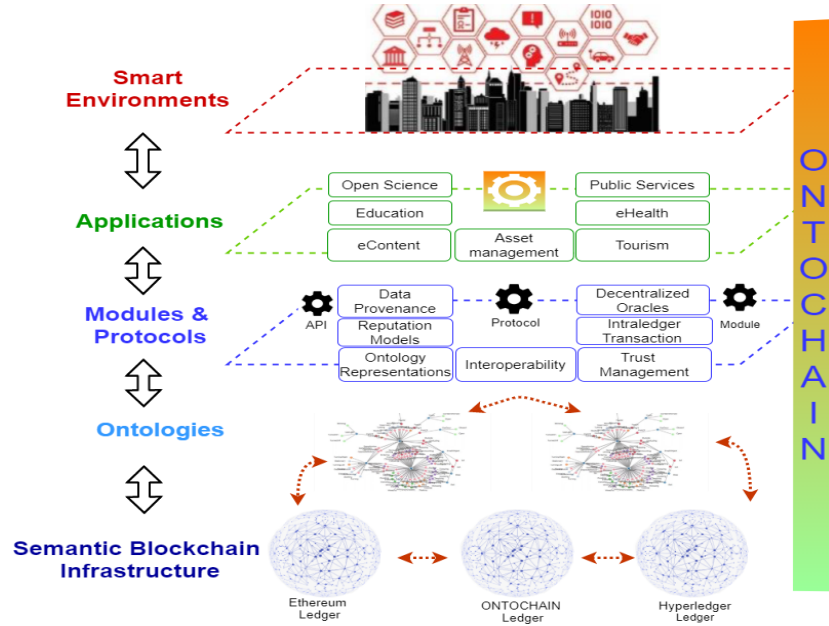 1010
1010
Smart
Environments
Open Science
Public Services
Education
eHealth
Applications
eContent
Asset
management
Tourism
Data
Provenance
Decentralized
Oracles
API
Protocol
Module
Modules &
Protocols
Reputation
Models
Intraledger
Transaction
Ontology
Representations
Interoperability
Trust
Management
Ontologies
Semantic Blockchain
Infrastructure
Ethereum
Ledger
ONTOCHAIN
Ledger
Hyperledger
Ledger
ONTOCHAIN